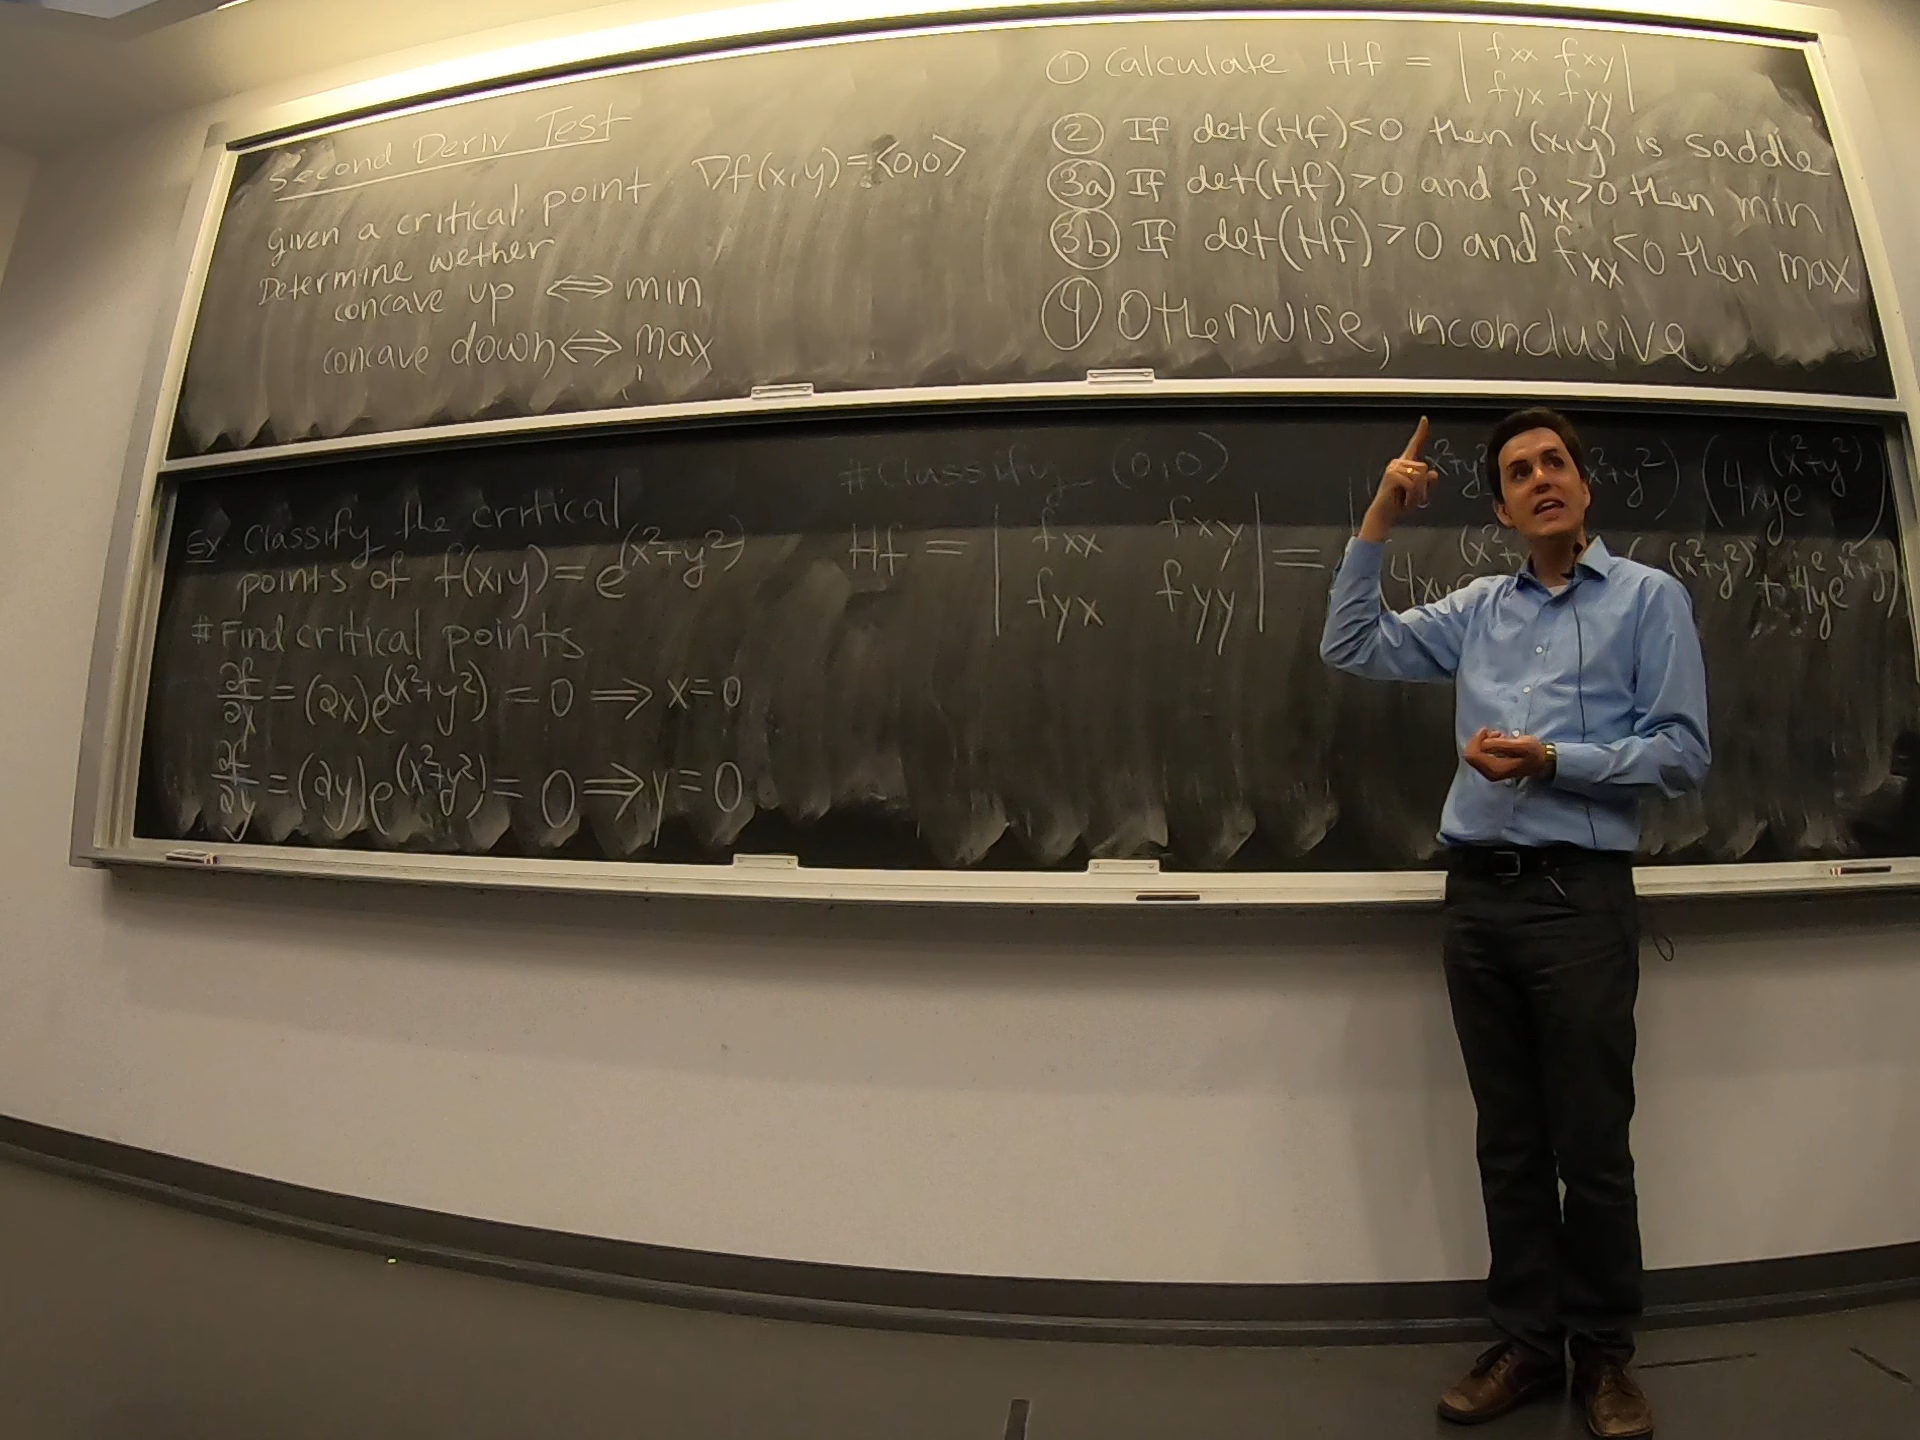 Second Deriv Test
Given a critical point ∇f(x,y)=<0,0>
Determine wether
concave up ⟺ min
concave down ⟺ max
① Calculate Hf = | fxx fxy |
| fyx fyy |
② If det(Hf)<0 then (x,y) is saddle
③a If det(Hf)>0 and fxx>0 then min
③b If det(Hf)>0 and fxx<0 then max
④ Otherwise, inconclusive
Ex. Classify the critical
points of f(x,y)=e^(x²+y²)
# Find critical points
∂f/∂x = (2x)e^(x²+y²) = 0 ⟹ x=0
∂f/∂y = (2y)e^(x²+y²) = 0 ⟹ y=0
# Classify (0,0)
Hf = | fxx fxy | = (4xye^(x²+y²))
| fyx fyy |